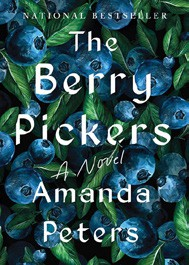 NATIONAL BESTSELLER
The
Berry
Pickers
A Novel
Amanda
Peters